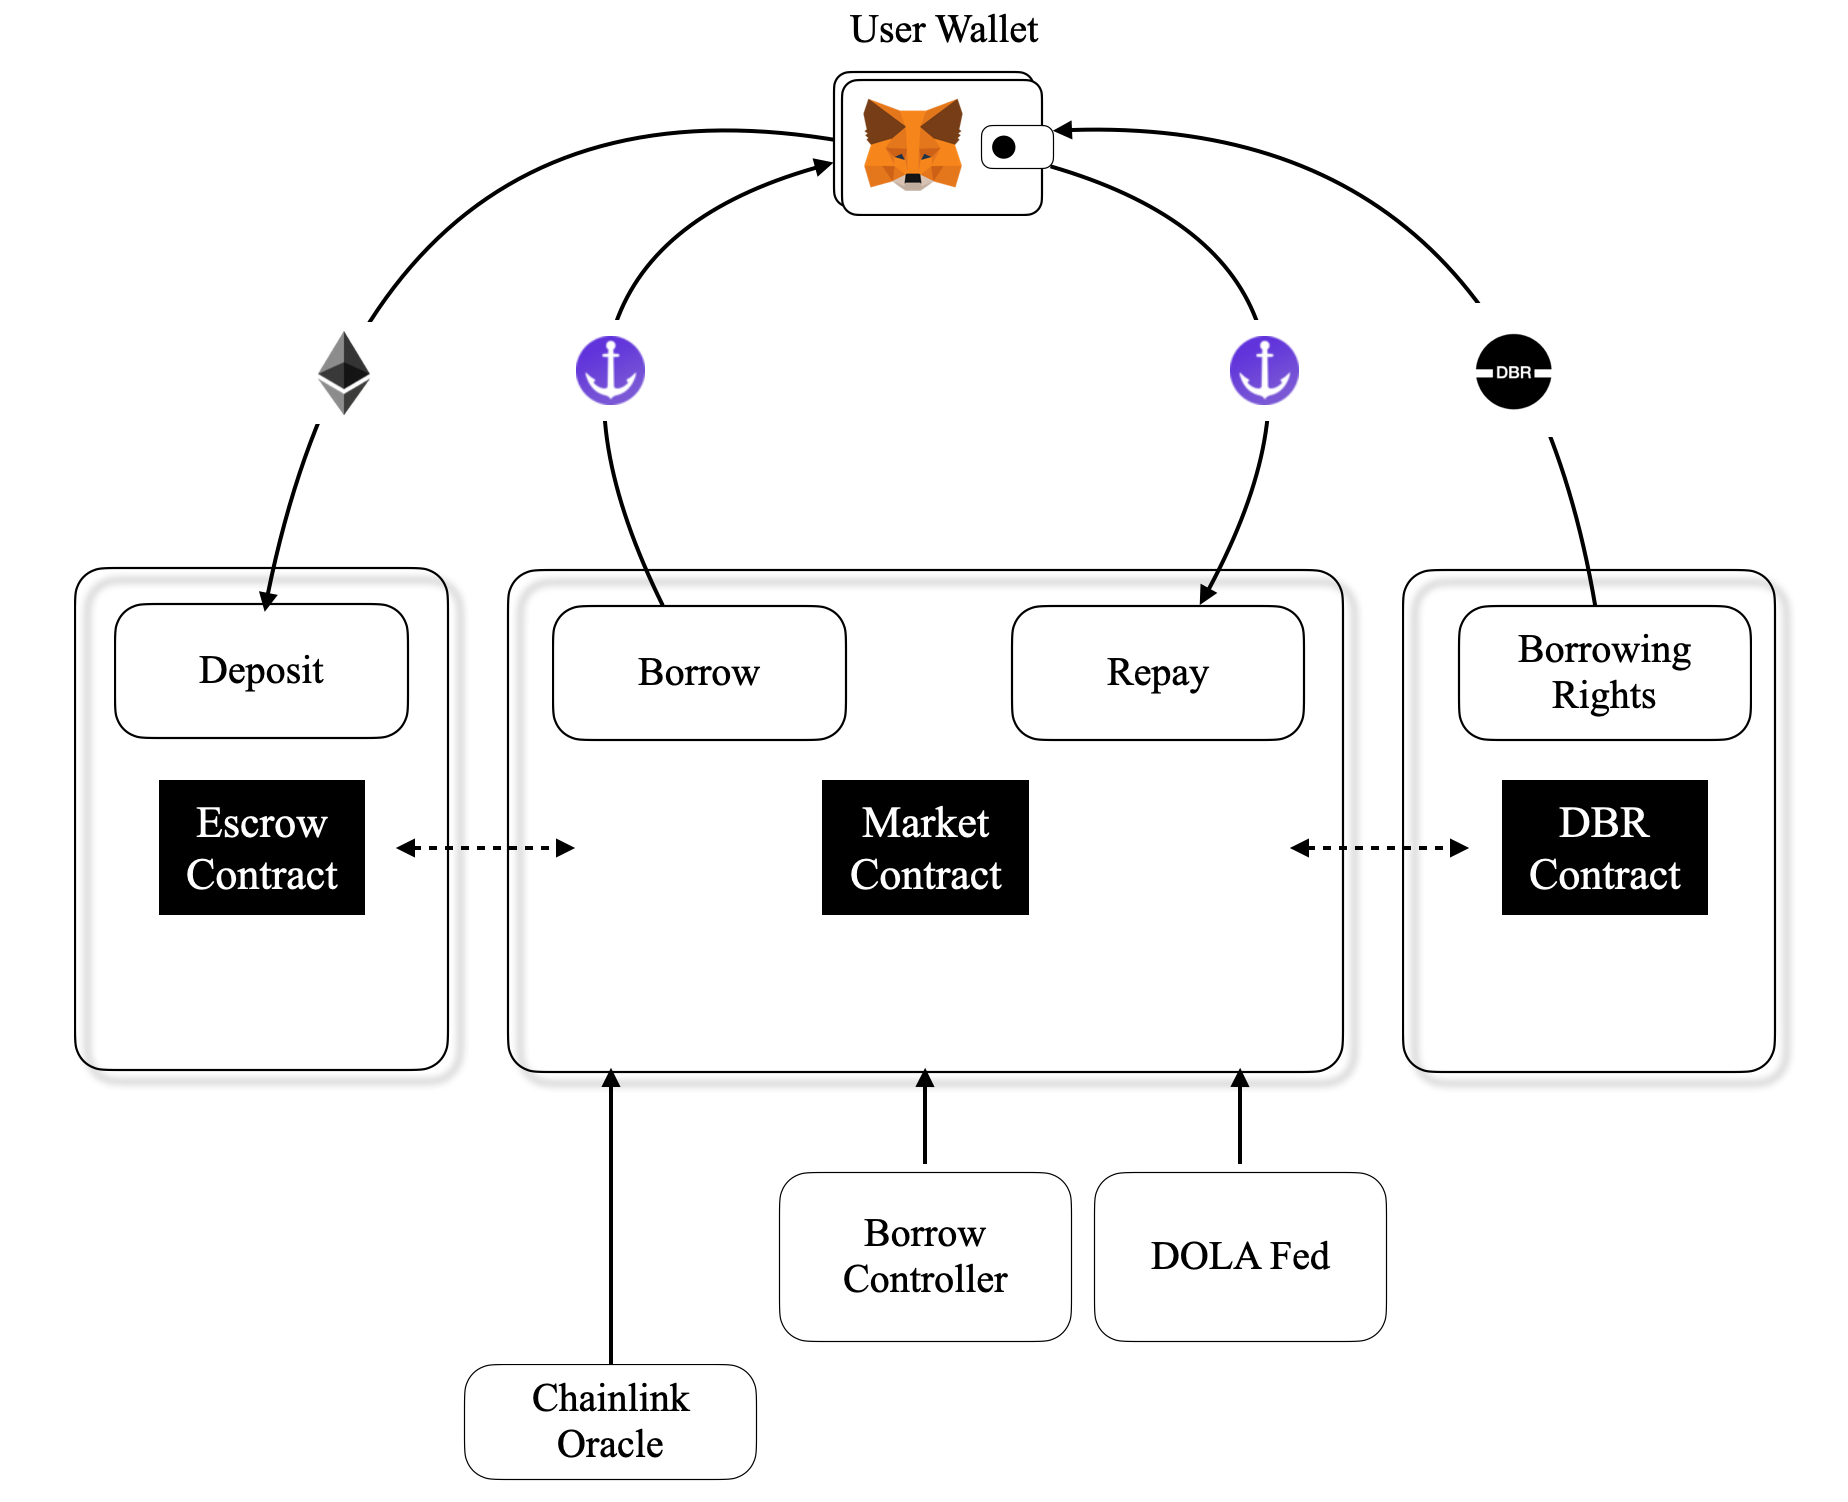 User Wallet
DBR
Deposit
Borrow
Repay
Borrowing
Rights
Escrow
Contract
Market
Contract
DBR
Contract
Borrow
Controller
DOLA Fed
Chainlink
Oracle